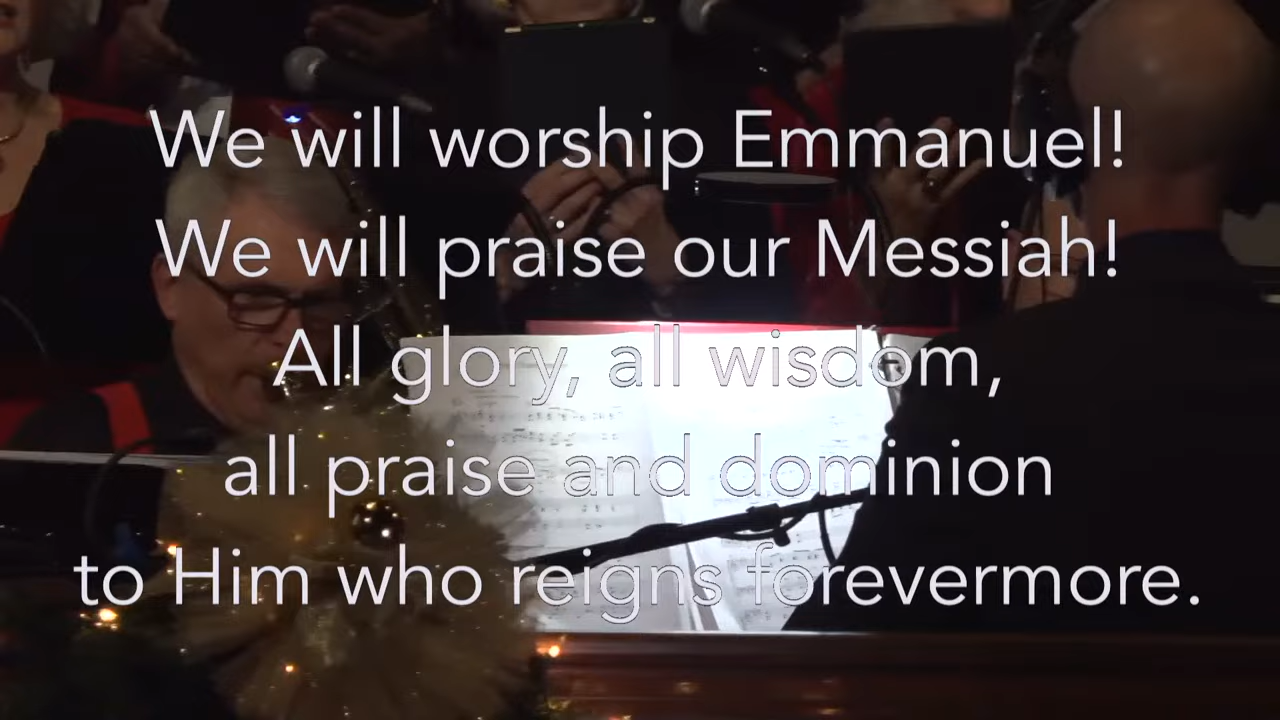 We will worship Emmanuel!
We will praise our Messiah!
All glory, all wisdom,
all praise and dominion
to Him who reigns forevermore.